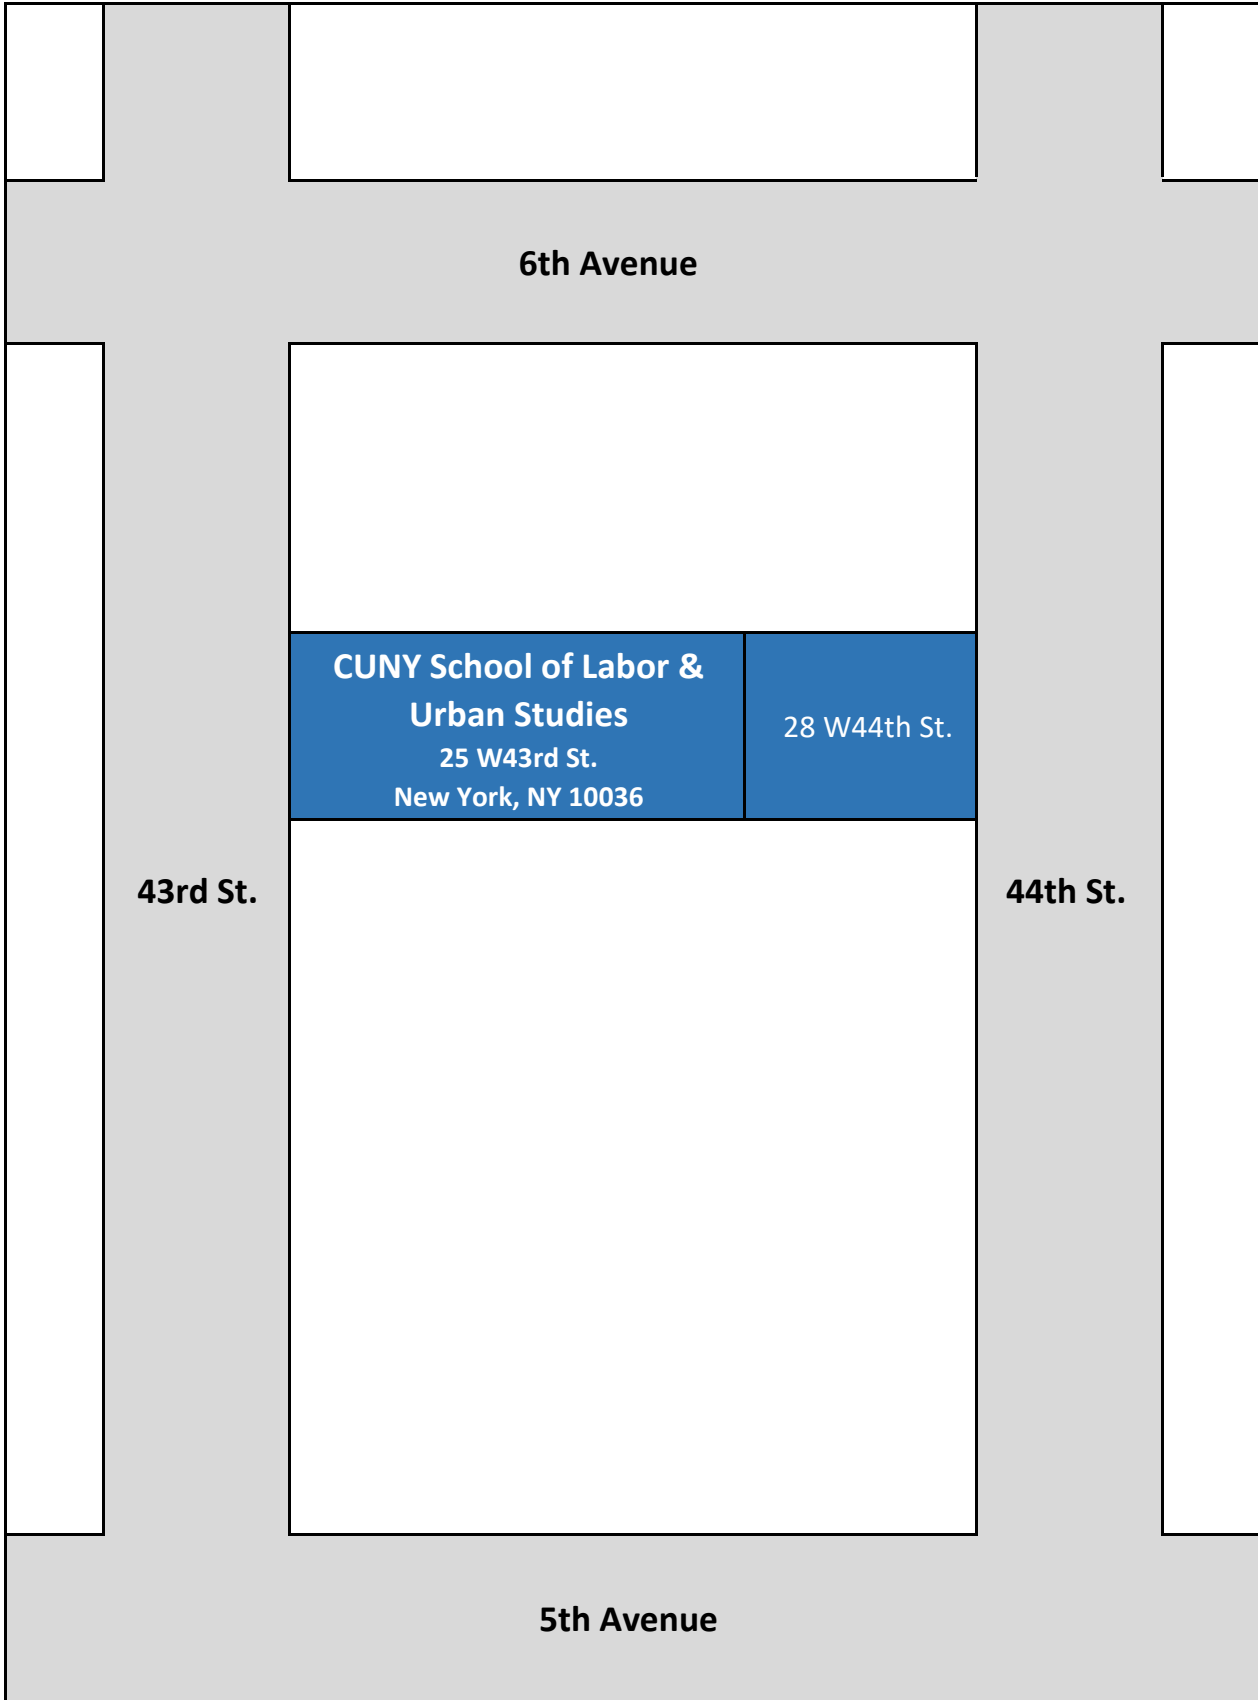 6th Avenue
CUNY School of Labor &
Urban Studies
25 W43rd St.
New York, NY 10036
28 W44th St.
43rd St.
44th St.
5th Avenue